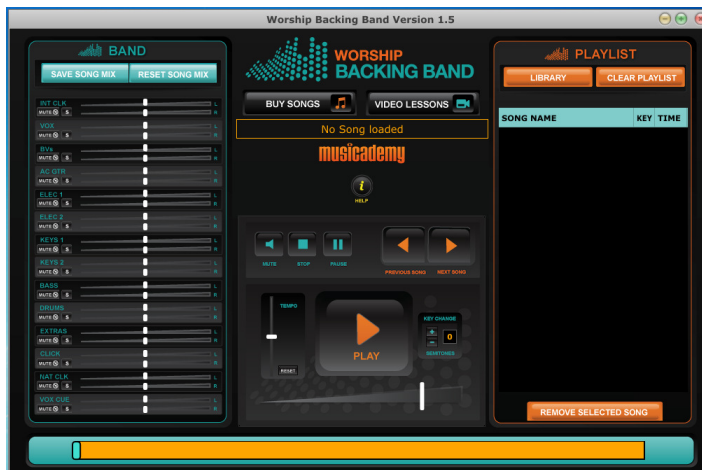 Worship Backing Band Version 1.5
BAND
SAVE SONG MIX
RESET SONG MIX
INT CLK
L
MUTE S
R
VOX
L
MUTE S
R
BVs
L
MUTE S
R
AC GTR
L
MUTE S
R
ELEC 1
L
MUTE S
R
ELEC 2
L
MUTE S
R
KEYS 1
L
MUTE S
R
KEYS 2
L
MUTE S
R
BASS
L
MUTE S
R
DRUMS
L
MUTE S
R
EXTRAS
L
MUTE S
R
CLICK
L
MUTE S
R
NAT CLK
L
MUTE S
R
VOX CUE
L
MUTE S
R
WORSHIP
BACKING BAND
BUY SONGS
VIDEO LESSONS
No Song loaded
musicademy
i
HELP
MUTE
STOP
PAUSE
PREVIOUS SONG
NEXT SONG
TEMPO
RESET
PLAY
KEY CHANGE
+
0
-
SEMITONES
PLAYLIST
LIBRARY
CLEAR PLAYLIST
SONG NAME
KEY
TIME
REMOVE SELECTED SONG